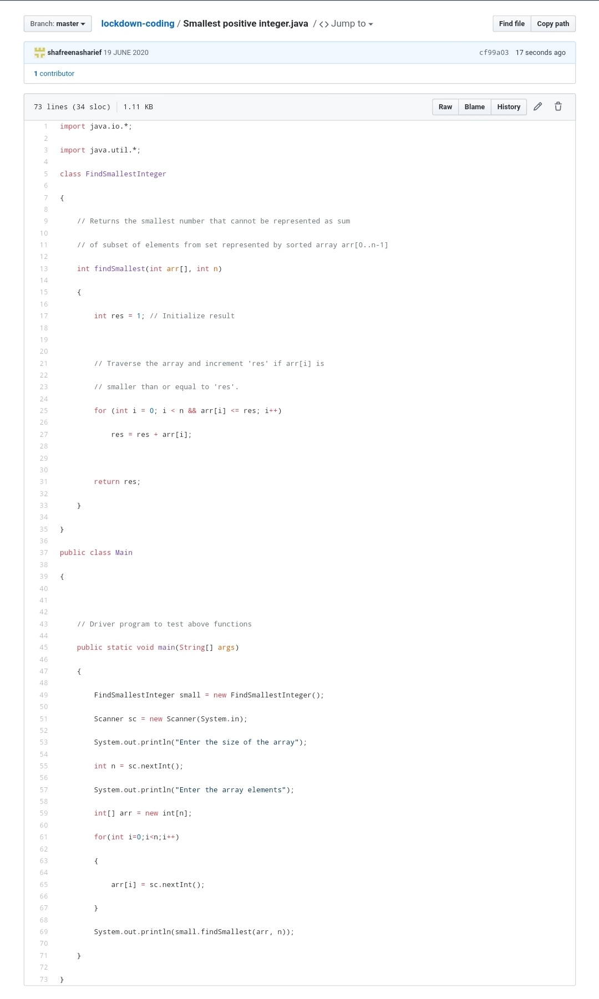 Branch: master
lockdown-coding / Smallest positive integer.java / <> Jump to
Find file
Copy path
shafreenasharief 19 JUNE 2020
cf99a03 17 seconds ago
1 contributor
73 lines (34 sloc) 1.11 KB
Raw
Blame
History
1 import java.io.*;
2
3 import java.util.*;
4
5 class FindSmallestInteger
6
7 {
8
9 // Returns the smallest number that cannot be represented as sum
10
11 // of subset of elements from set represented by sorted array arr[0..n-1]
12
13 int findSmallest(int arr[], int n)
14
15 {
16
17 int res = 1; // Initialize result
18
19
20
21 // Traverse the array and increment 'res' if arr[i] is
22
23 // smaller than or equal to 'res'.
24
25 for (int i = 0; i < n && arr[i] <= res; i++)
26
27 res = res + arr[i];
28
29
30
31 return res;
32
33 }
34
35 }
36
37 public class Main
38
39 {
40
41
42
43 // Driver program to test above functions
44
45 public static void main(String[] args)
46
47 {
48
49 FindSmallestInteger small = new FindSmallestInteger();
50
51 Scanner sc = new Scanner(System.in);
52
53 System.out.println("Enter the size of the array");
54
55 int n = sc.nextInt();
56
57 System.out.println("Enter the array elements");
58
59 int[] arr = new int[n];
60
61 for(int i=0;i<n;i++)
62
63 {
64
65 arr[i] = sc.nextInt();
66
67 }
68
69 System.out.println(small.findSmallest(arr, n));
70
71 }
72
73 }